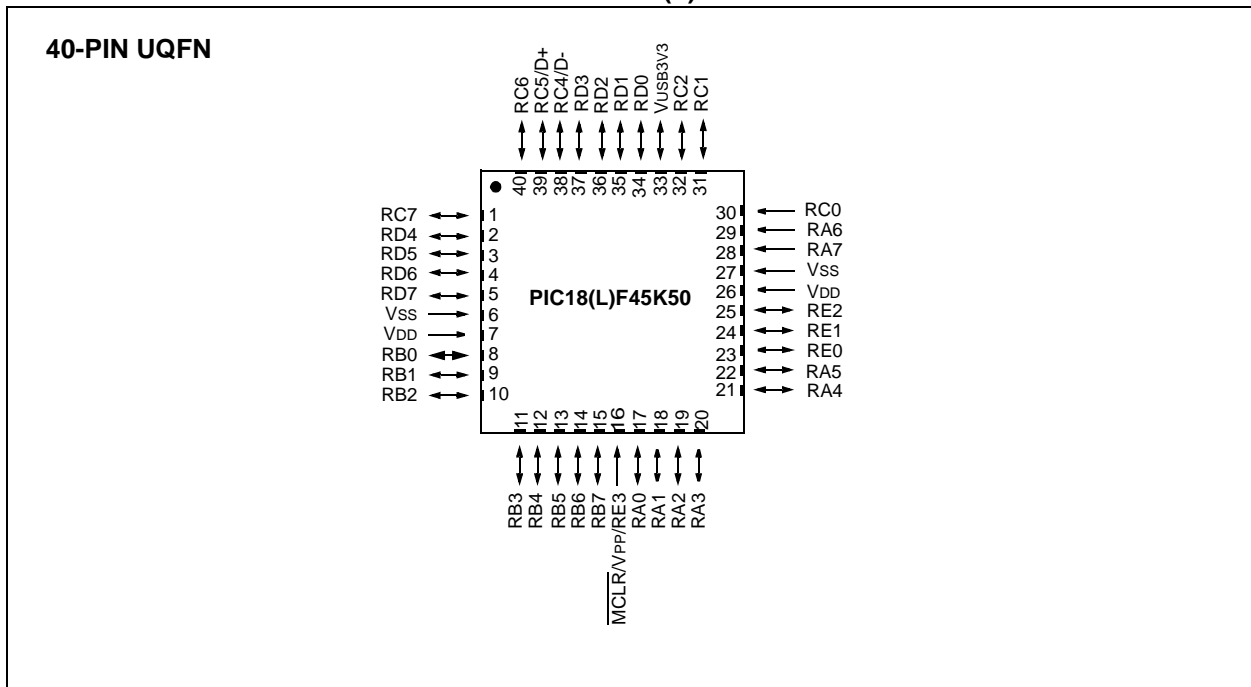 40-PIN UQFN
RC6
RC5/D+
RC4/D-
RD3
RD2
RD1
RD0
VUSB3V3
RC2
RC1
40
39
38
37
36
35
34
33
32
31
RC7 1
RD4 2
RD5 3
RD6 4
RD7 5
VSS 6
VDD 7
RB0 8
RB1 9
RB2 10
PIC18(L)F45K50
30 RC0
29 RA6
28 RA7
27 VSS
26 VDD
25 RE2
24 RE1
23 RE0
22 RA5
21 RA4
11
12
13
14
15
16
17
18
19
20
RB3
RB4
RB5
RB6
RB7
MCLR/VPP/RE3
RA0
RA1
RA2
RA3